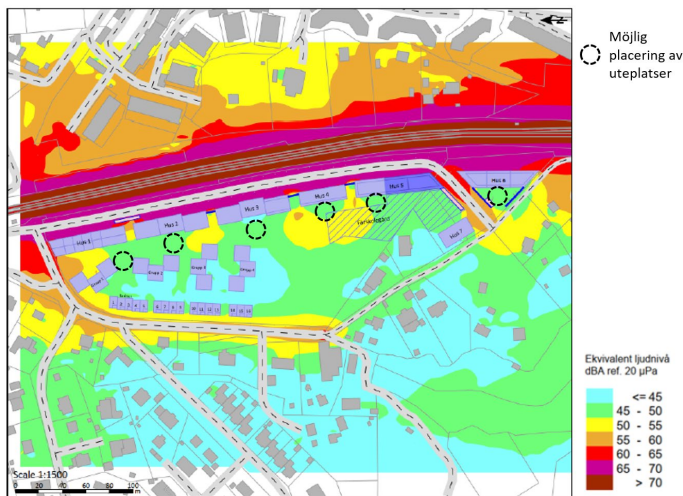 Möjlig
placering av
uteplatser
Z
Hus 1
Hus 2
Hus 3
Hus 4
Hus 5
Hus 6
Hus 7
Ekvivalent ljudnivå
dBA ref. 20 µPa
<= 45
45 - 50
50 - 55
55 - 60
60 - 65
65 - 70
> 70
Scale 1:1500
0 20 40 60 80 100
m